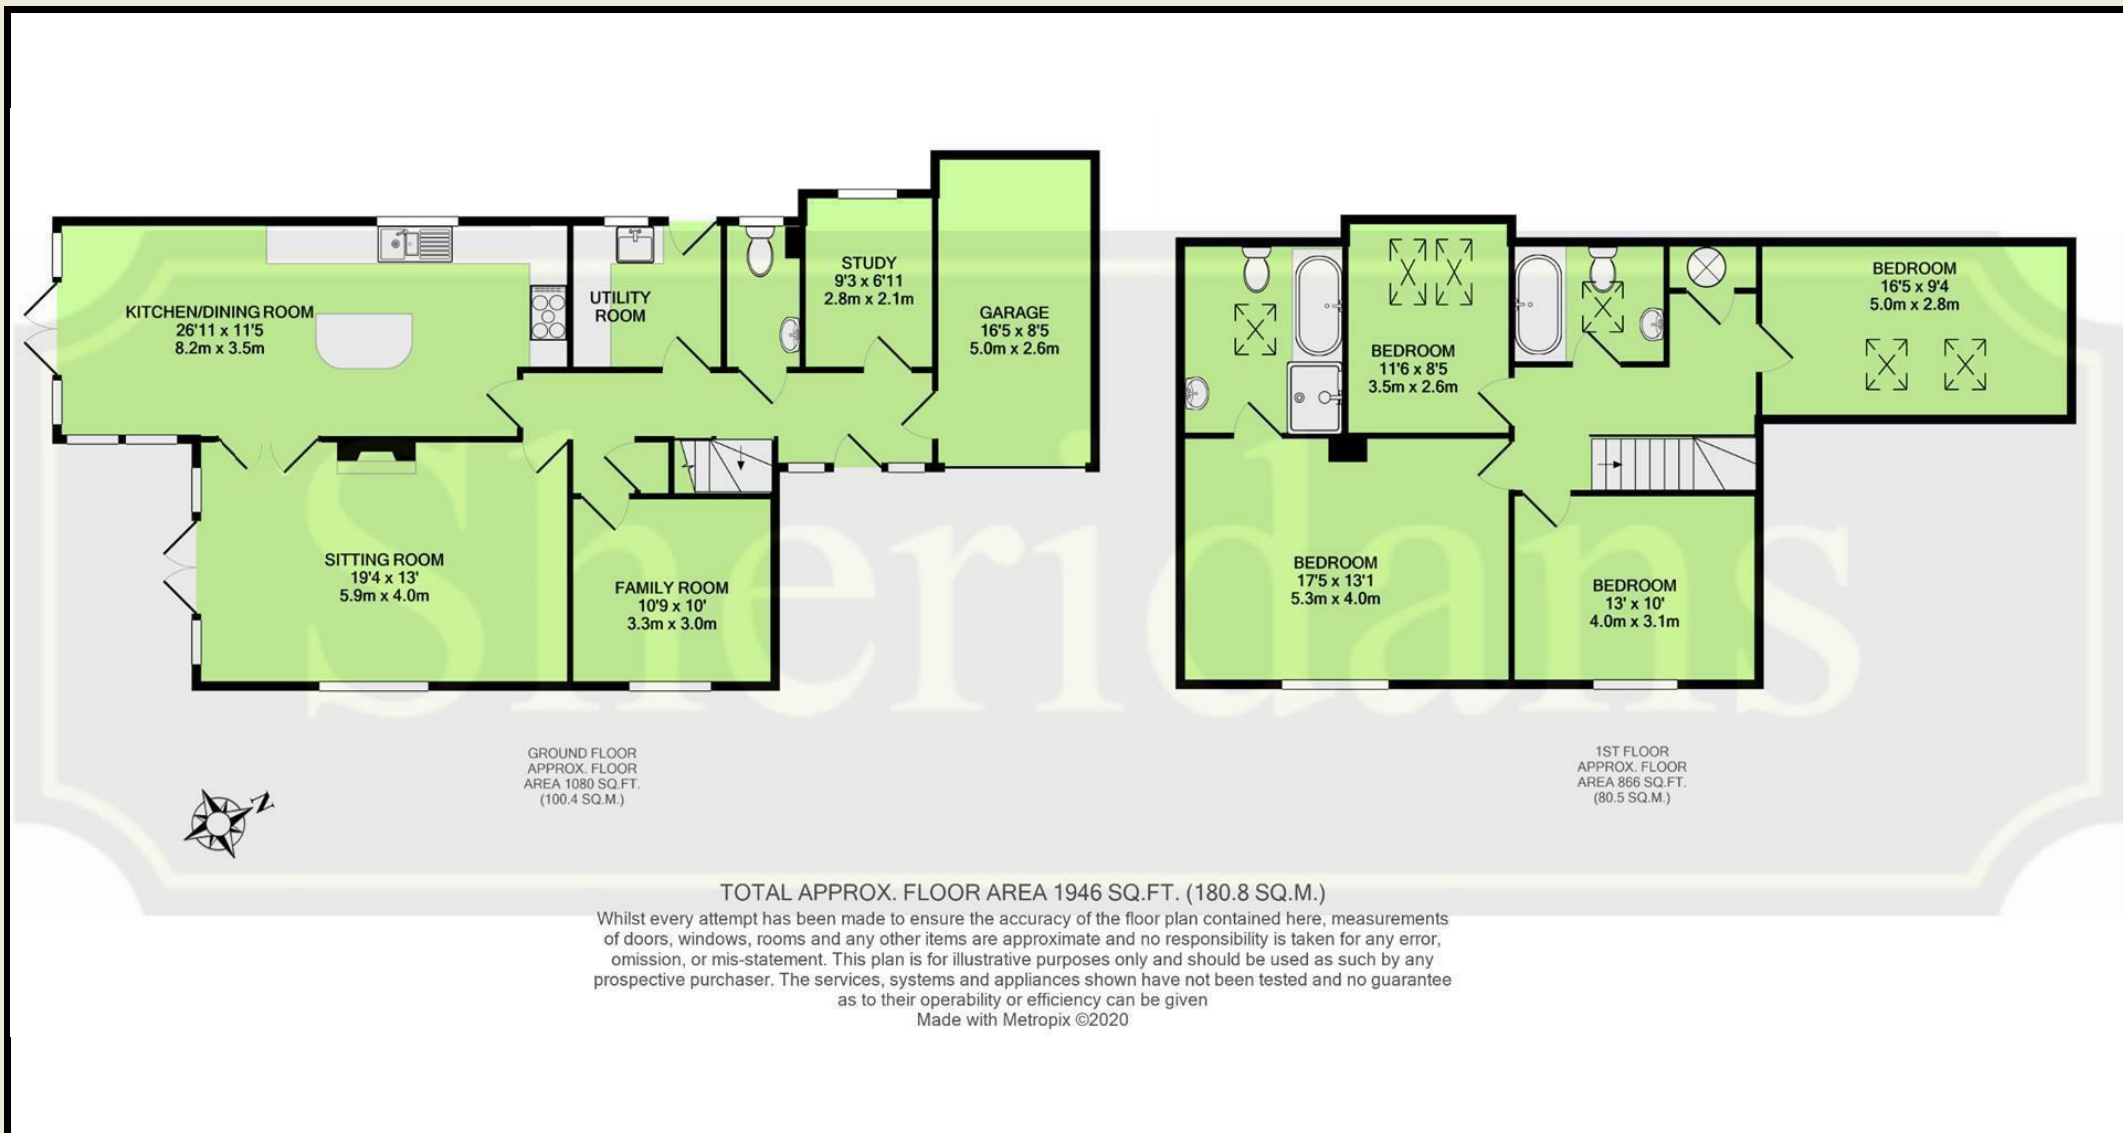 KITCHEN/DINING ROOM
26'11 x 11'5
8.2m x 3.5m
UTILITY
ROOM
STUDY
9'3 x 6'11
2.8m x 2.1m
GARAGE
16'5 x 8'5
5.0m x 2.6m
SITTING ROOM
19'4 x 13'
5.9m x 4.0m
FAMILY ROOM
10'9 x 10'
3.3m x 3.0m
BEDROOM
11'6 x 8'5
3.5m x 2.6m
BEDROOM
16'5 x 9'4
5.0m x 2.8m
BEDROOM
17'5 x 13'1
5.3m x 4.0m
BEDROOM
13' x 10'
4.0m x 3.1m
Sheridans
GROUND FLOOR
APPROX. FLOOR
AREA 1080 SQ.FT.
(100.4 SQ.M.)
1ST FLOOR
APPROX. FLOOR
AREA 866 SQ.FT.
(80.5 SQ.M.)
N
TOTAL APPROX. FLOOR AREA 1946 SQ.FT. (180.8 SQ.M.)
Whilst every attempt has been made to ensure the accuracy of the floor plan contained here, measurements
of doors, windows, rooms and any other items are approximate and no responsibility is taken for any error,
omission, or mis-statement. This plan is for illustrative purposes only and should be used as such by any
prospective purchaser. The services, systems and appliances shown have not been tested and no guarantee
as to their operability or efficiency can be given
Made with Metropix ©2020